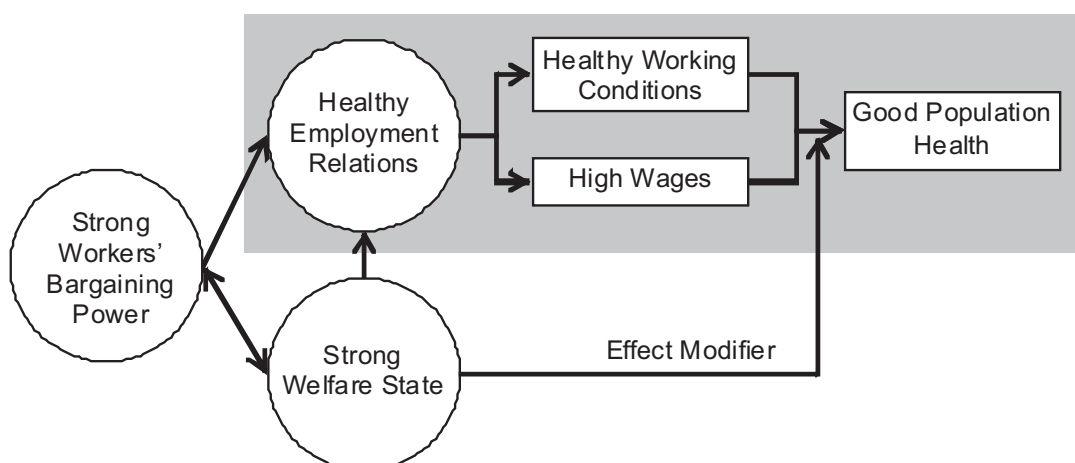 Healthy
Employment
Relations
Healthy Working
Conditions
High Wages
Good Population
Health
Strong
Workers'
Bargaining
Power
Strong
Welfare State
Effect Modifier